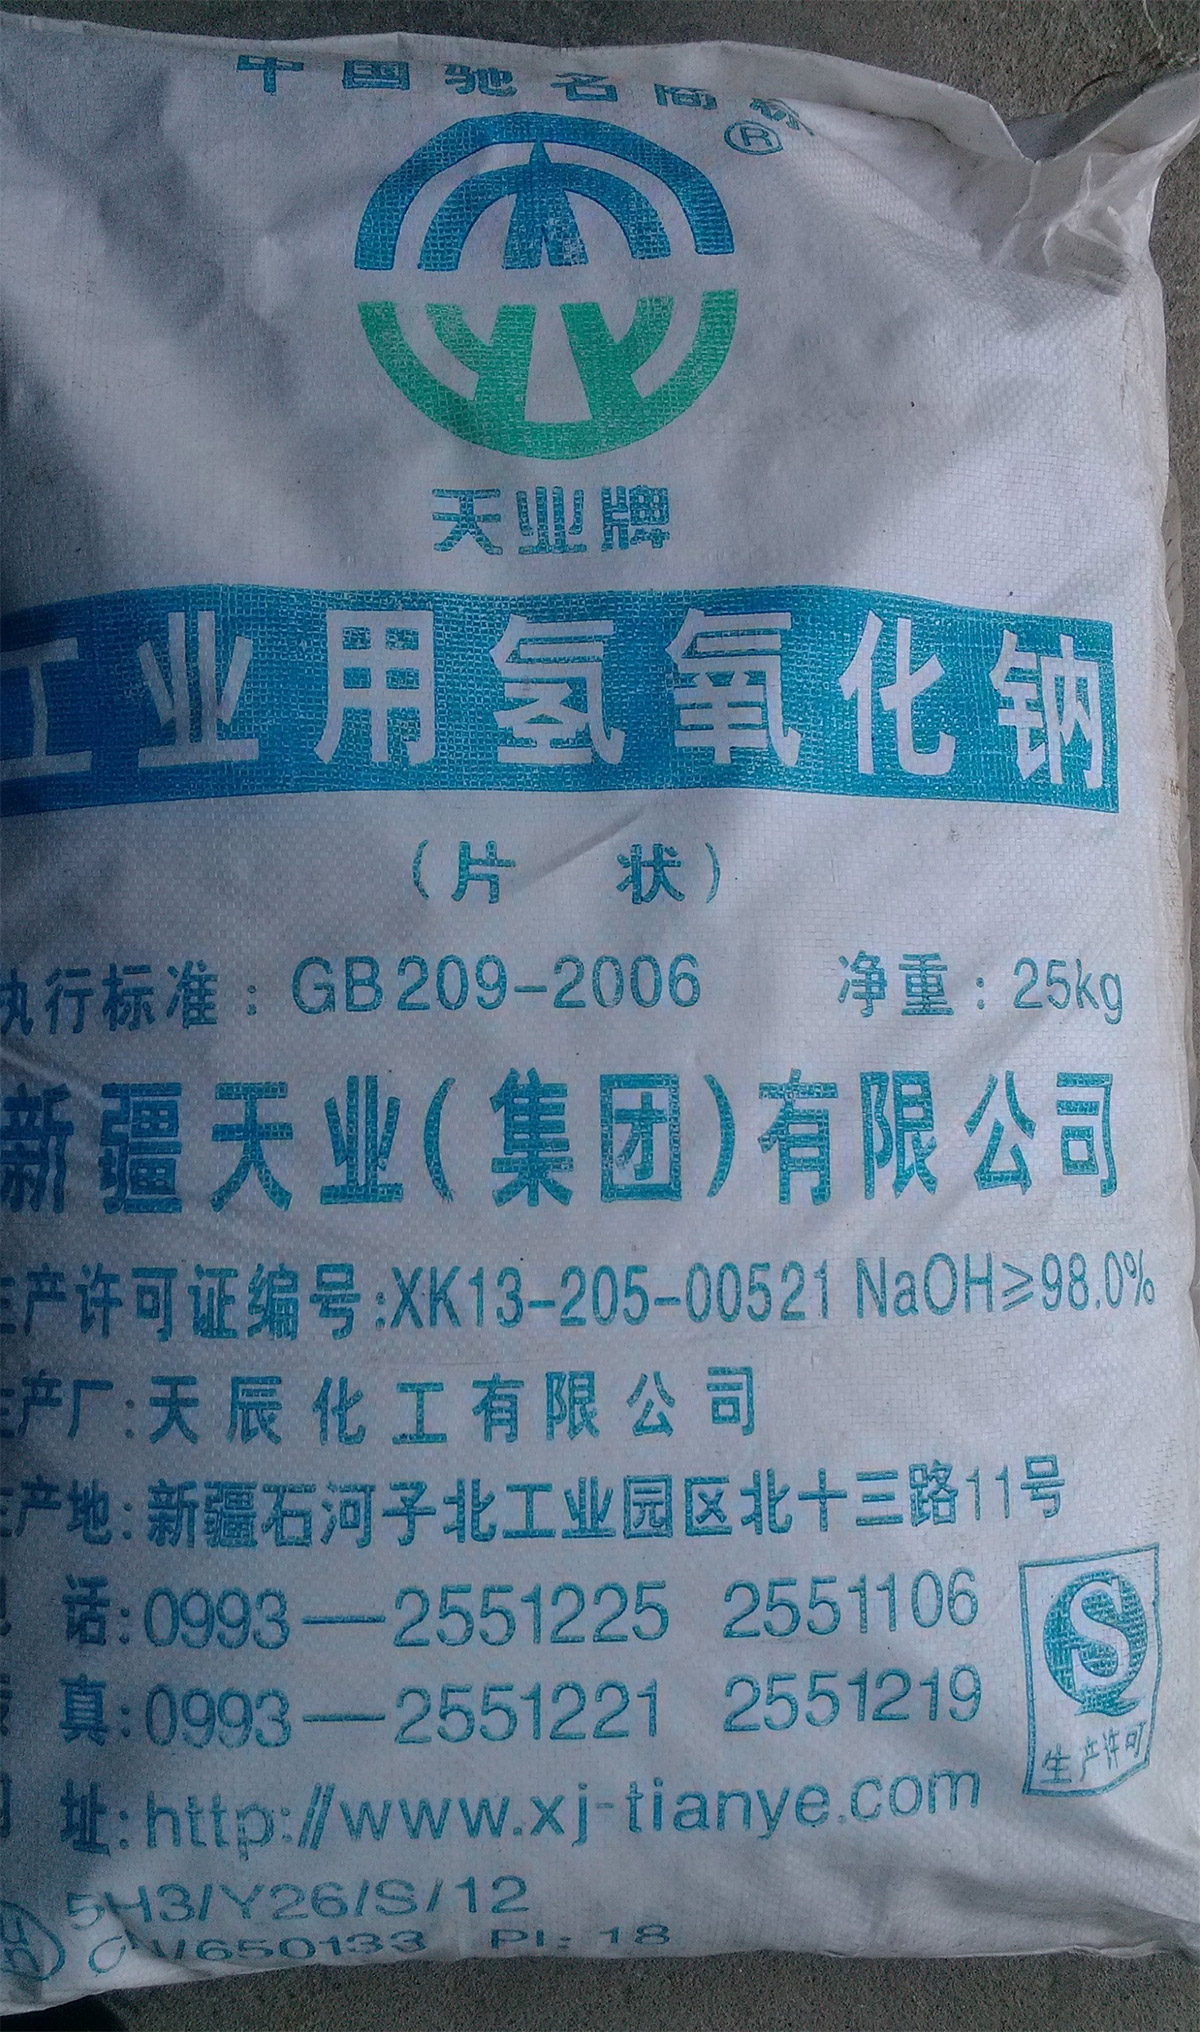 中国驰名商标
®
天业牌
工业用氢氧化钠
(片 状)
执行标准: GB209-2006 净重: 25kg
新疆天业(集团)有限公司
生产许可证编号:XK13-205-00521 NaOH≥98.0%
生产厂:天辰化工有限公司
生产地:新疆石河子北工业园区北十三路11号
话:0993—2551225 2551106
真:0993—2551221 2551219
S
生产许可
址:http://www.xj-tianye.com
5H3/Y26/S/12
CN/650133 PI: 18